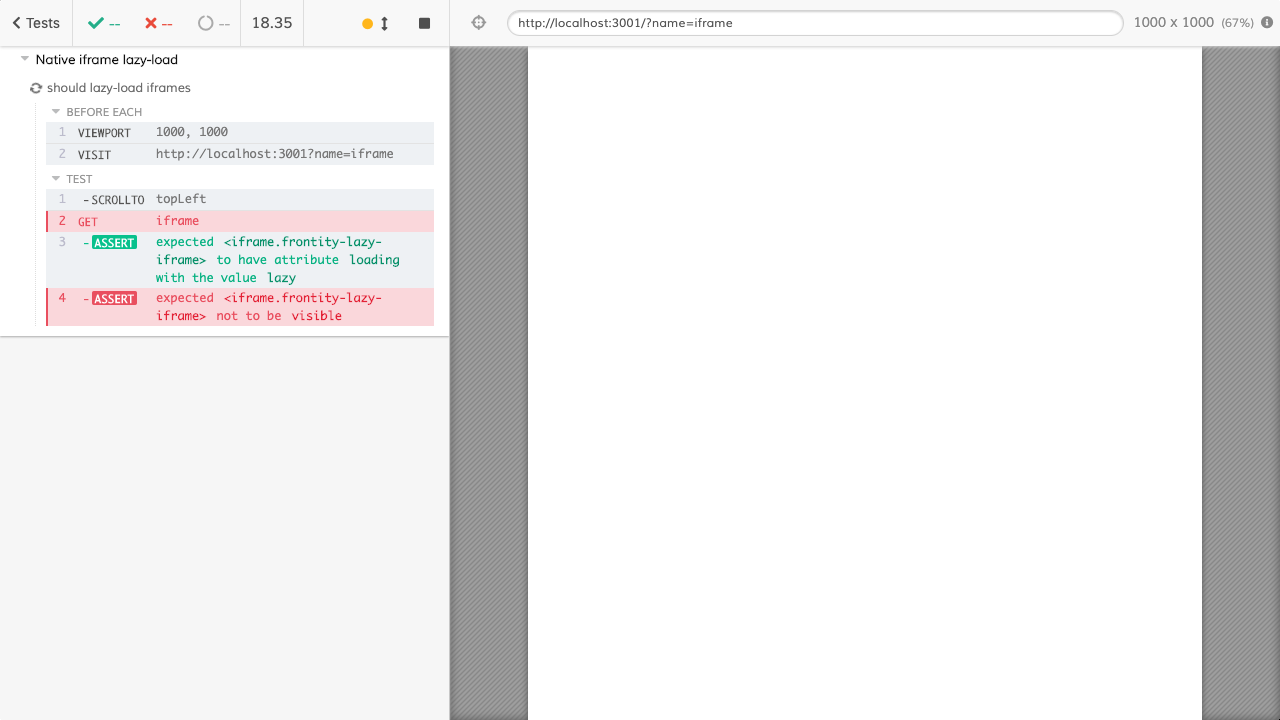 Tests -- -- -- 18.35 http://localhost:3001/?name=iframe 1000 x 1000 (67%)
Native iframe lazy-load
should lazy-load iframes
BEFORE EACH
1 VIEWPORT 1000, 1000
2 VISIT http://localhost:3001?name=iframe
TEST
1 -SCROLLTO topLeft
2 GET iframe
3 -ASSERT expected <iframe.frontity-lazy-
iframe> to have attribute loading
with the value lazy
4 -ASSERT expected <iframe.frontity-lazy-
iframe> not to be visible